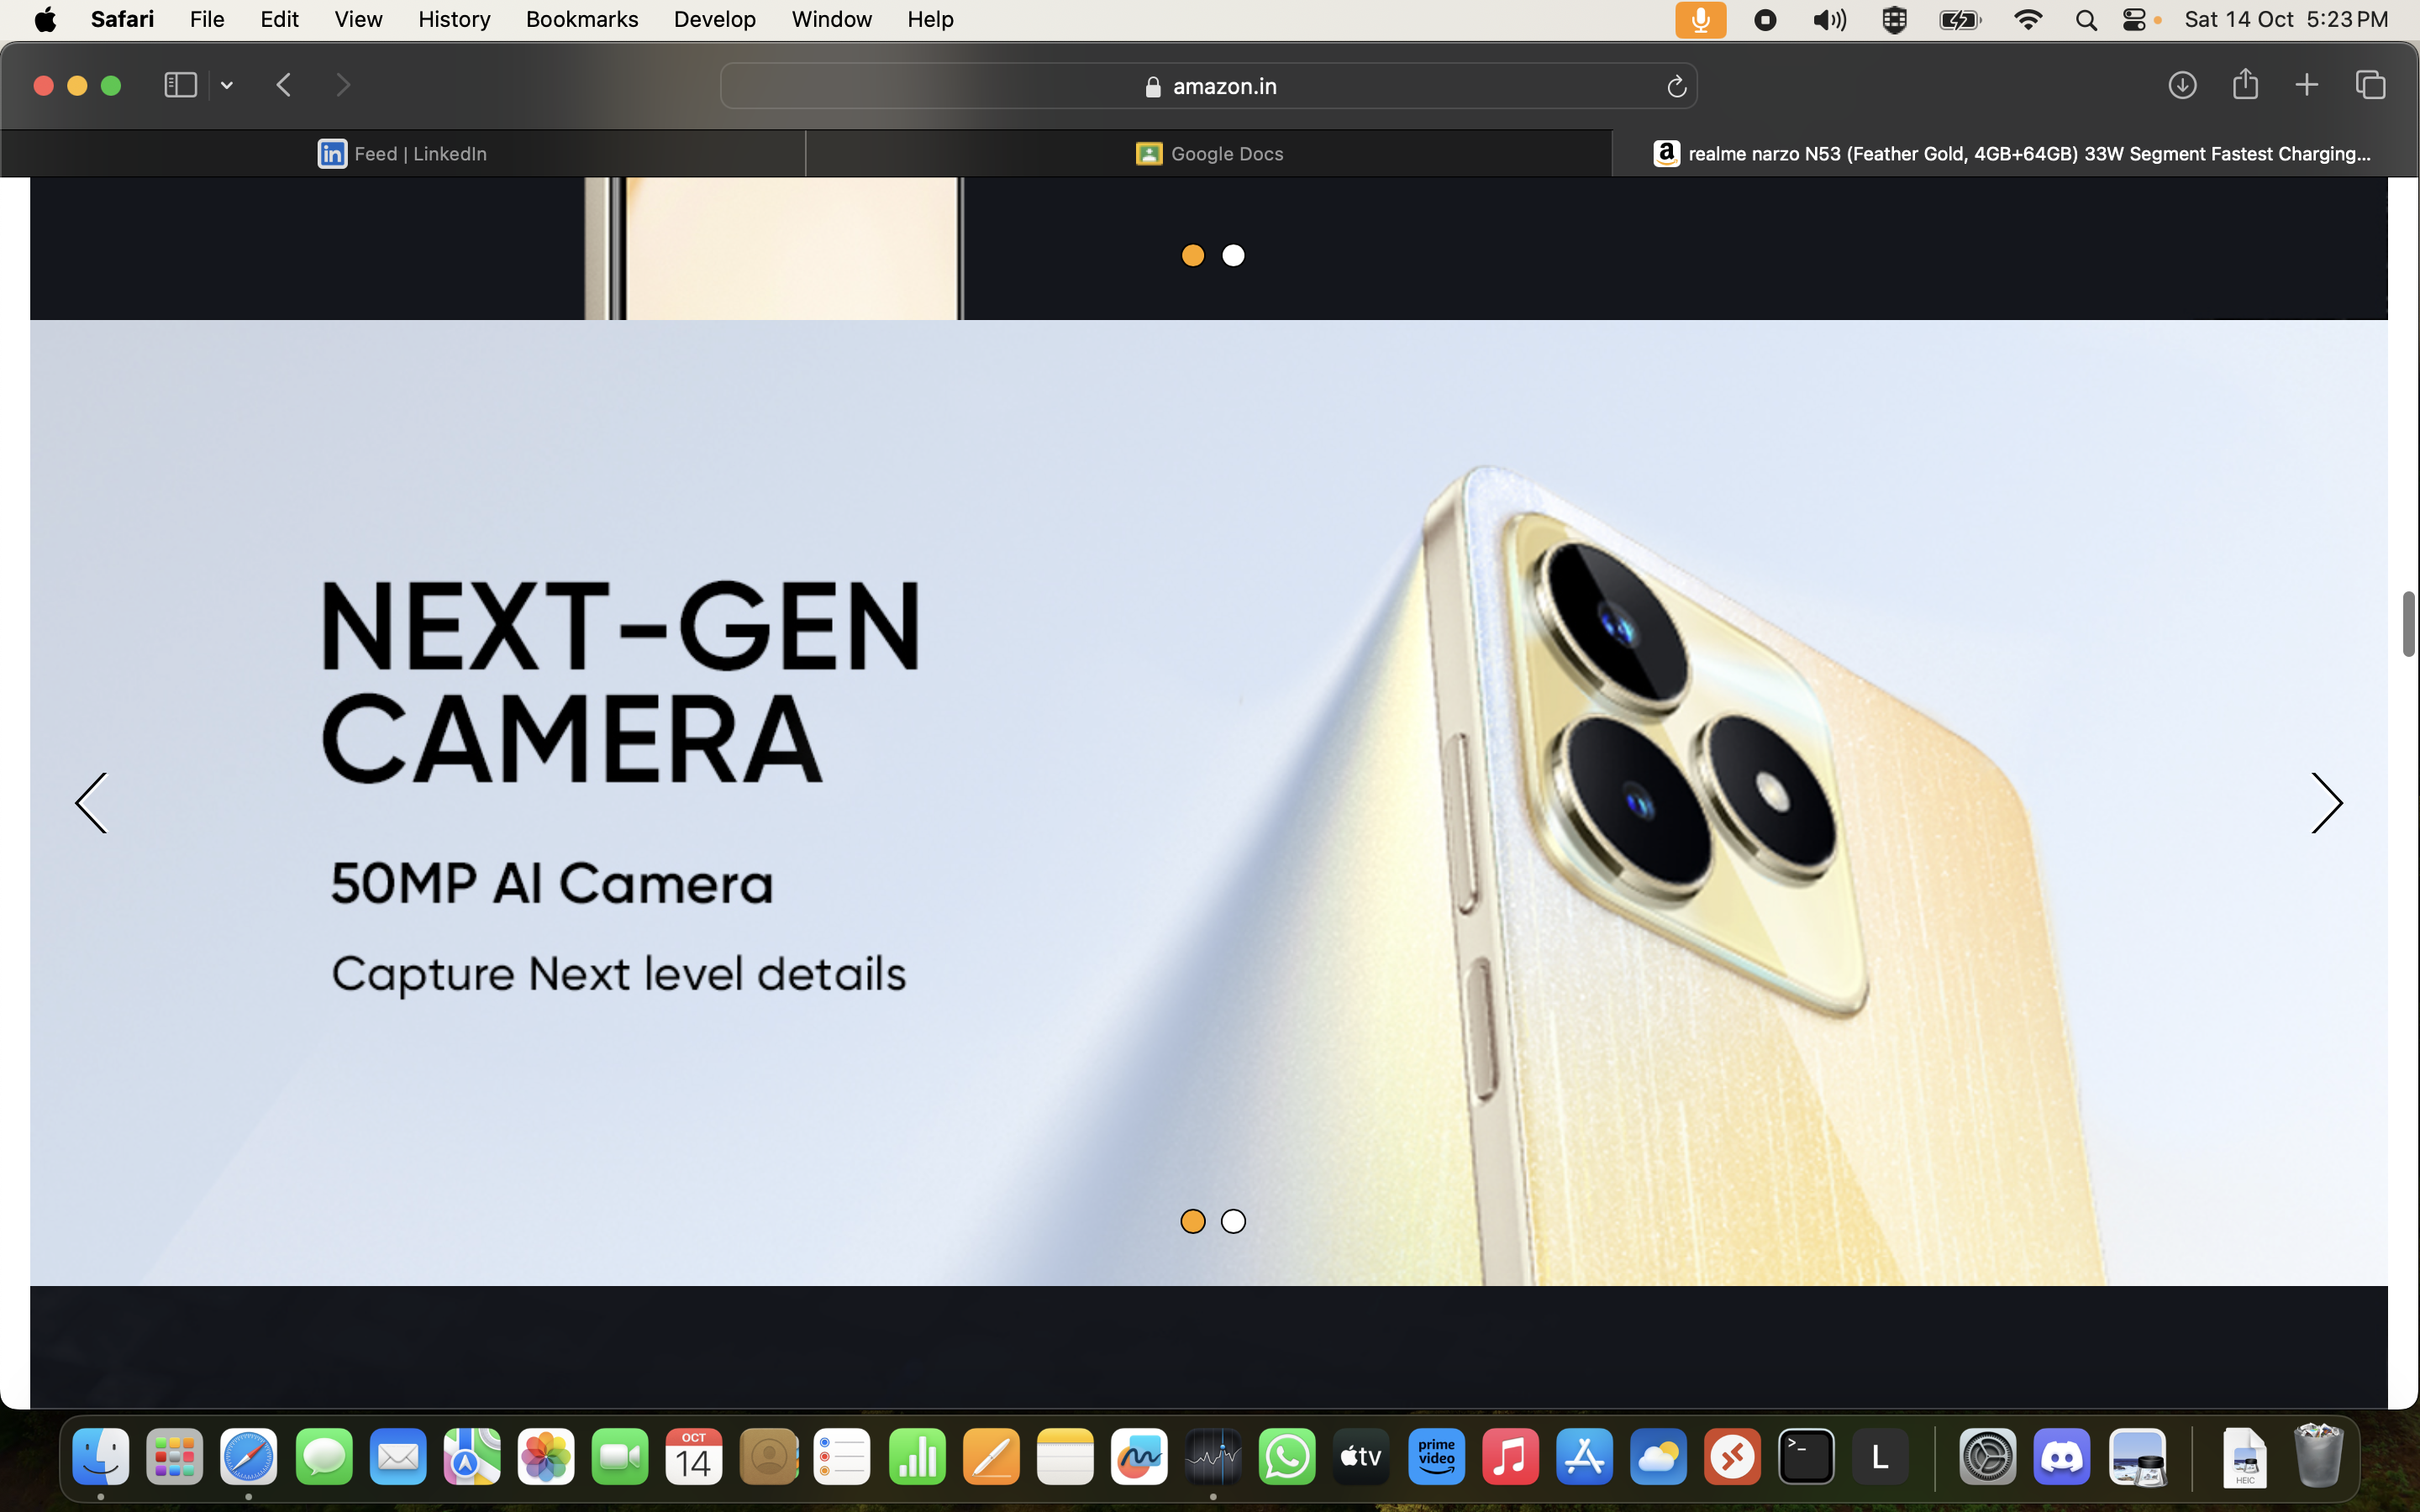 Safari File Edit View History Bookmarks Develop Window Help Sat 14 Oct 5:23 PM
amazon.in
Feed | LinkedIn
Google Docs
realme narzo N53 (Feather Gold, 4GB+64GB) 33W Segment Fastest Charging...
NEXT-GEN
CAMERA
50MP AI Camera
Capture Next level details
OCT
14
tv
prime
video
L
HEIC